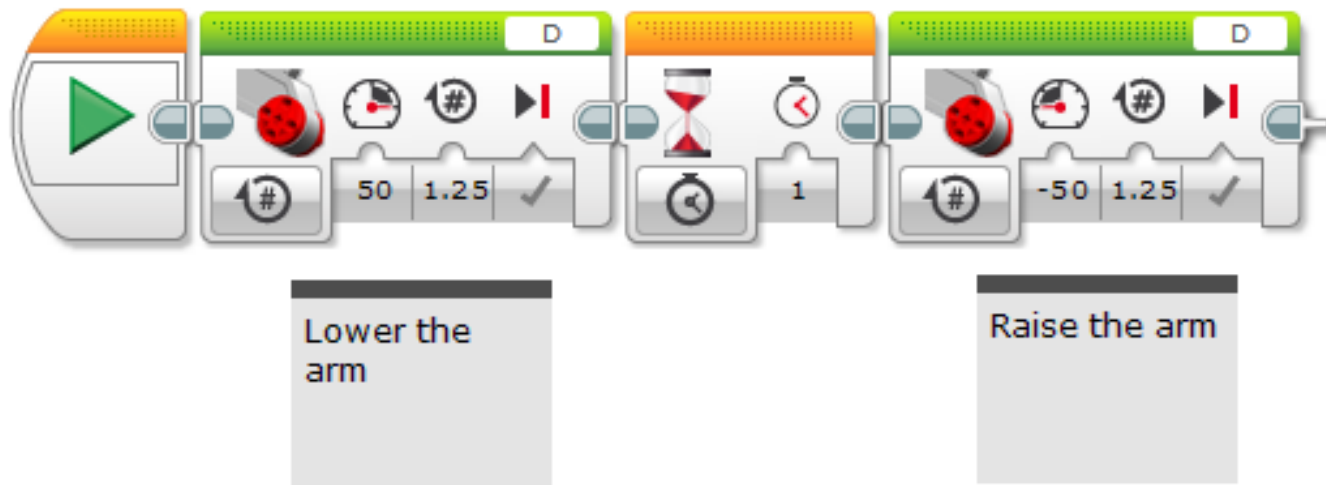 D
D
# # 
50 1.25 1 -50 1.25
# #
Lower the
arm
Raise the arm